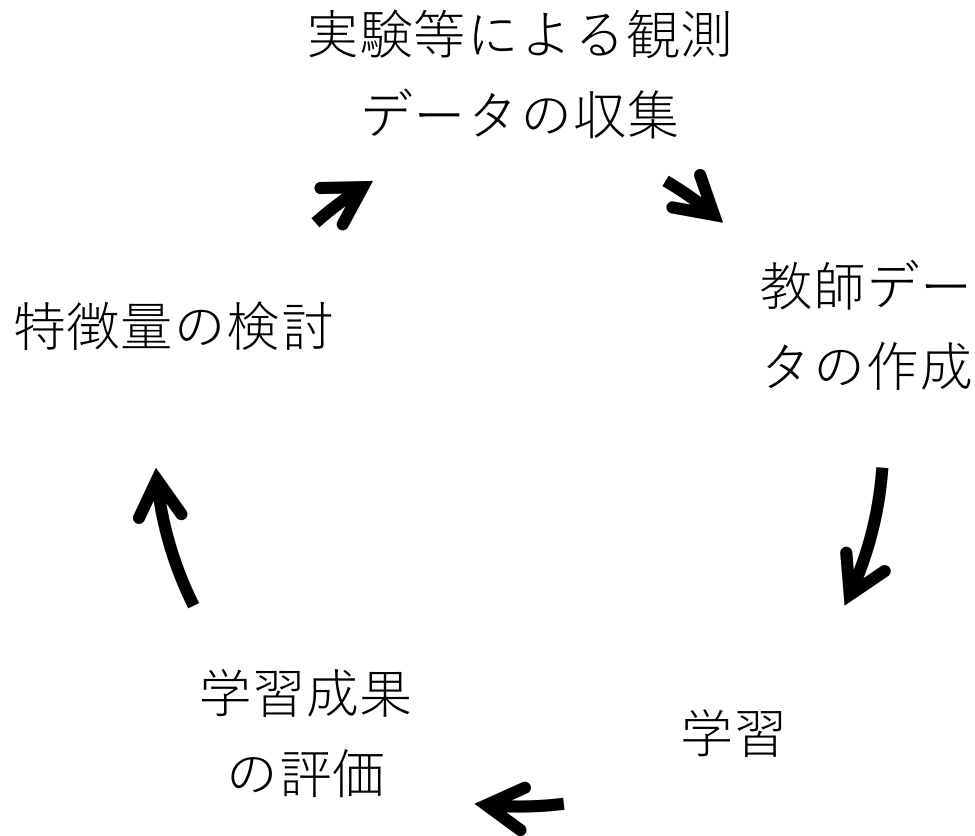 実験等による観測
データの収集
教師デー
タの作成
学習
学習成果
の評価
特徴量の検討